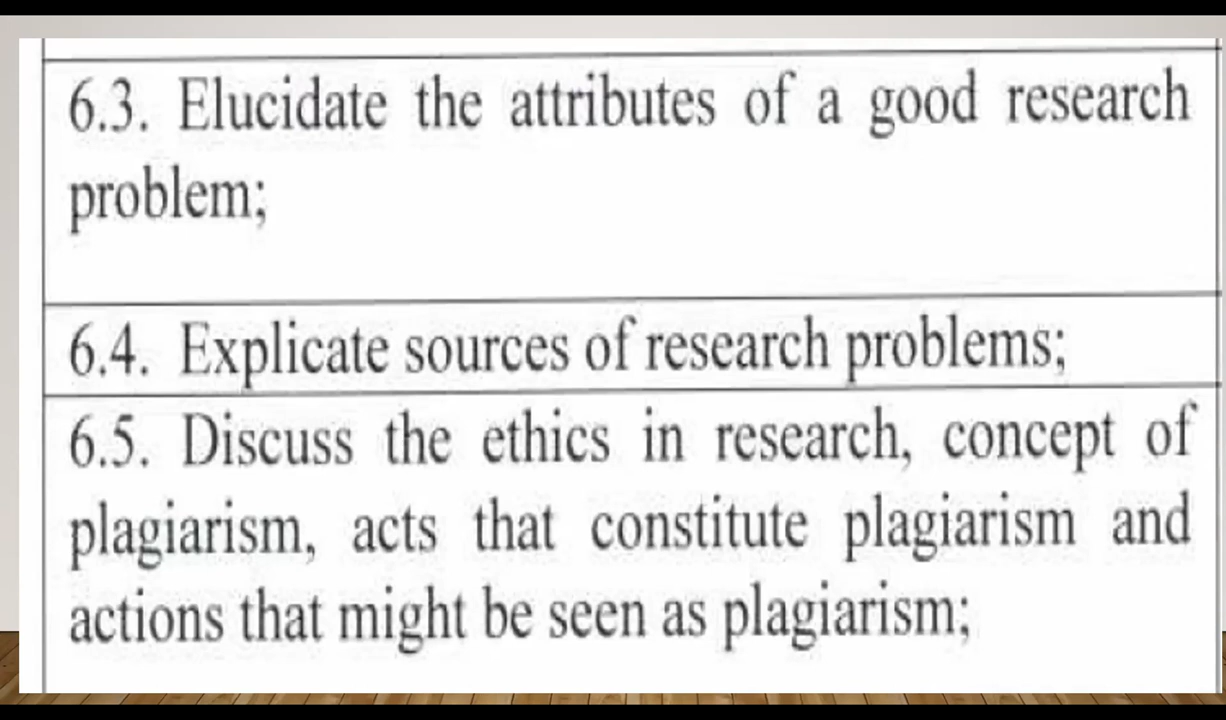 6.3. Elucidate the attributes of a good research
problem;
6.4. Explicate sources of research problems;
6.5. Discuss the ethics in research, concept of
plagiarism, acts that constitute plagiarism and
actions that might be seen as plagiarism;